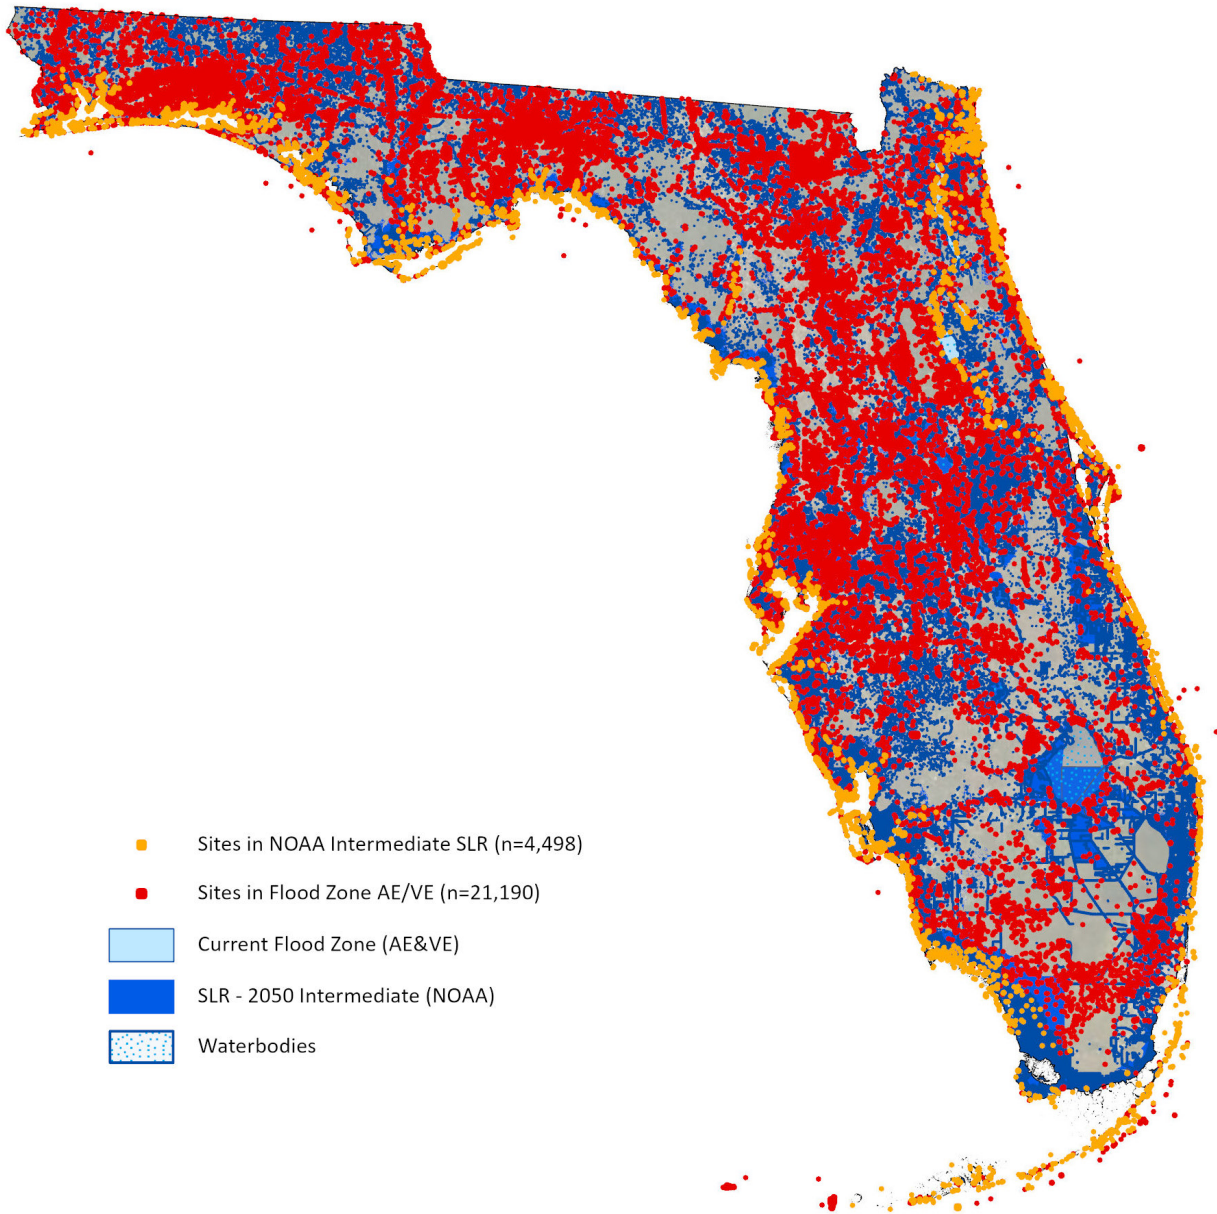 Sites in NOAA Intermediate SLR (n=4,498)
Sites in Flood Zone AE/VE (n=21,190)
Current Flood Zone (AE&VE)
SLR - 2050 Intermediate (NOAA)
Waterbodies